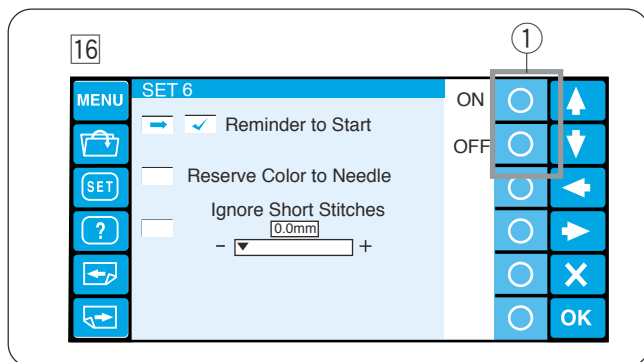 16
1
MENU
SET 6
ON
Reminder to Start
OFF
SET
Reserve Color to Needle
?
Ignore Short Stitches
0.0mm
- +
OK